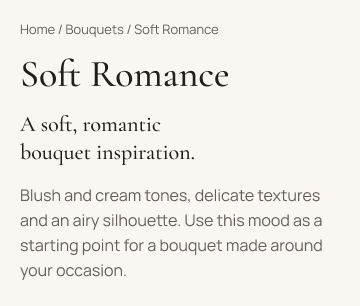 Home / Bouquets / Soft Romance
Soft Romance
A soft, romantic
bouquet inspiration.
Blush and cream tones, delicate textures
and an airy silhouette. Use this mood as a
starting point for a bouquet made around
your occasion.